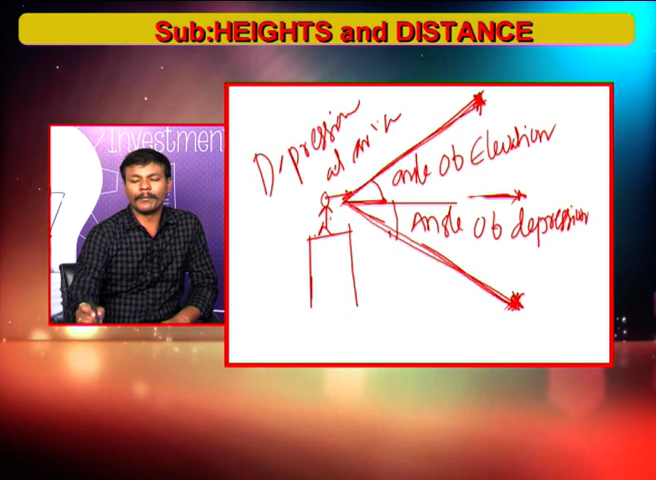 Sub:HEIGHTS and DISTANCE
Investment
Depression
angle Ob Elevation
Angle Ob depression